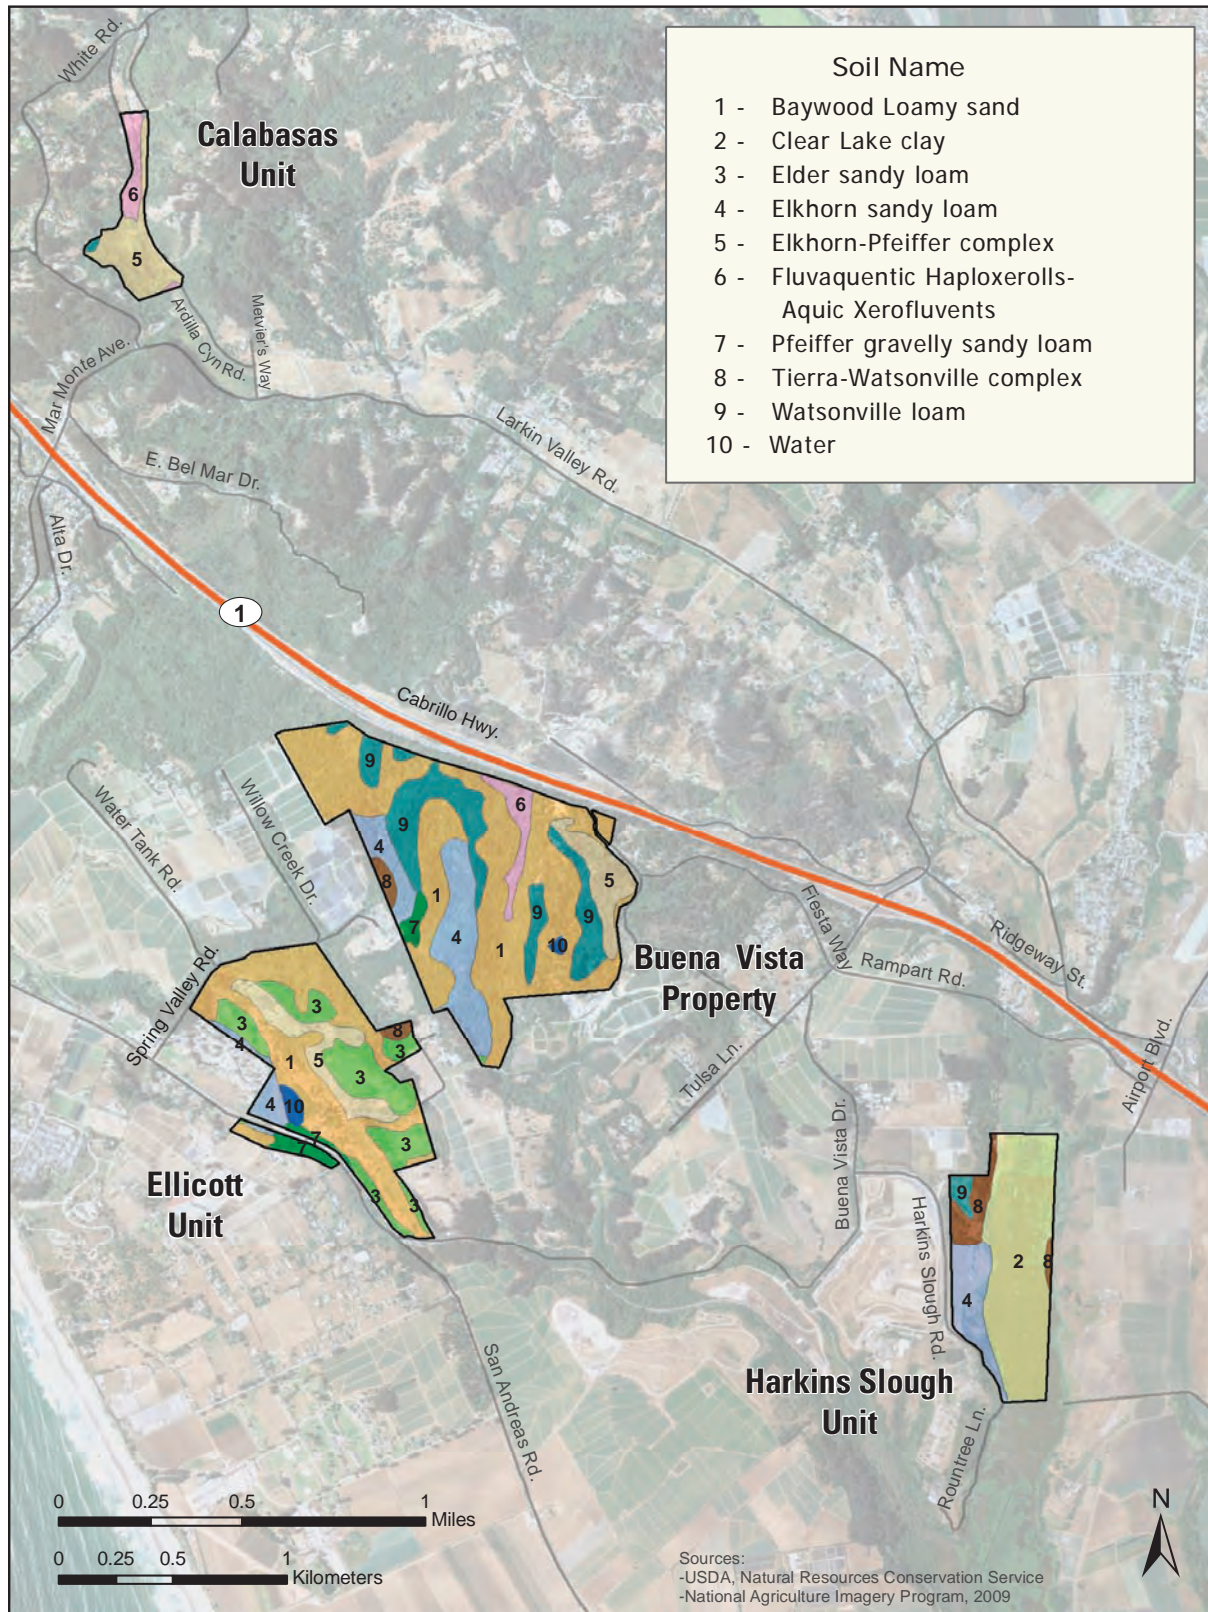 Soil Name
1 - Baywood Loamy sand
2 - Clear Lake clay
3 - Elder sandy loam
4 - Elkhorn sandy loam
5 - Elkhorn-Pfeiffer complex
6 - Fluvaquentic Haploxerolls-
Aquic Xerofluvents
7 - Pfeiffer gravelly sandy loam
8 - Tierra-Watsonville complex
9 - Watsonville loam
10 - Water
White Rd.
Calabasas
Unit
6
5
Ardilla Cyn Rd.
Metvier's Way
Mar Monte Ave.
Larkin Valley Rd.
E. Bel Mar Dr.
Alta Dr.
1
Cabrillo Hwy.
Water Tank Rd.
Willow Creek Dr.
9
6
9
4
8
1
7
4
1
9
10
9
5
Buena Vista
Property
Fiesta Way
Rampart Rd.
Ridgeway St.
Airport Blvd.
Spring Valley Rd.
3
3
4
1
5
3
8
3
4
10
7
7
3
3
3
Ellicott
Unit
Tulsa Ln.
Buena Vista Dr.
Harkins Slough Rd.
9
8
2
8
4
Harkins Slough
Unit
Rountree Ln.
San Andreas Rd.
0 0.25 0.5 1
Miles
0 0.25 0.5 1
Kilometers
N
Sources:
-USDA, Natural Resources Conservation Service
-National Agriculture Imagery Program, 2009